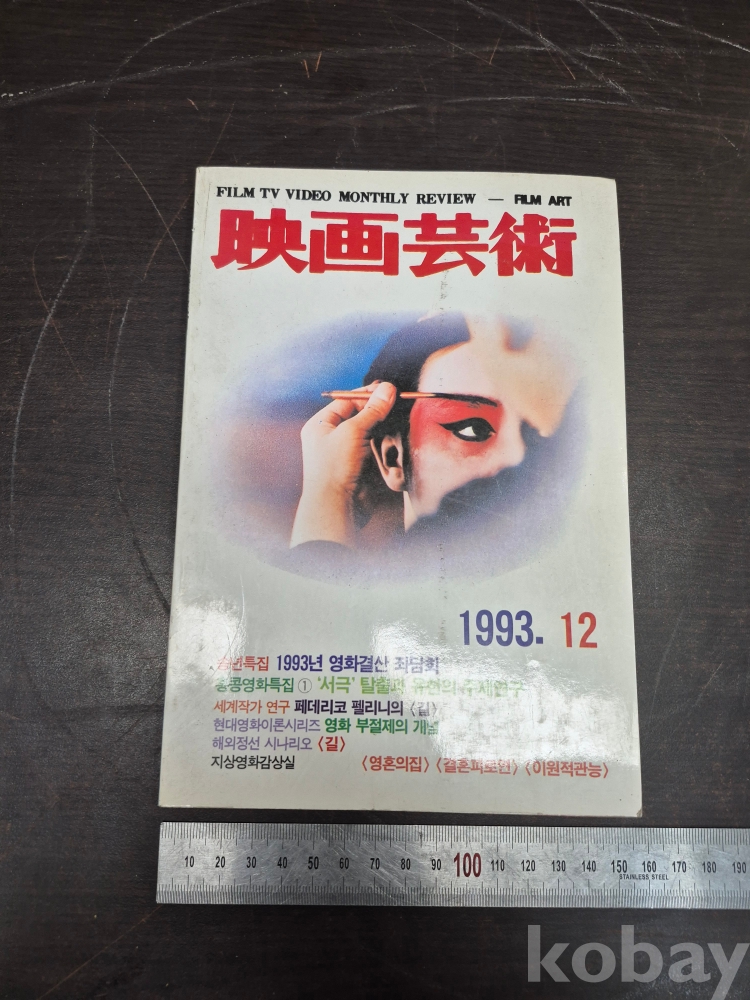 FILM TV VIDEO MONTHLY REVIEW — FILM ART
映画芸術
1993. 12
송년특집 1993년 영화결산 좌담회
홍콩영화특집 ① '서극' 탈출과 유현의 주제연구
세계작가 연구 페데리코 펠리니의 〈길〉
현대영화이론시리즈 영화 부절제의 개념
해외정선 시나리오 〈길〉
지상영화감상실 〈영혼의집〉 〈결혼피로연〉 〈이원적관능〉
10 20 30 40 50 60 70 80 90 100 110 120 130 140 150 160 170 180 190
STAINLESS STEEL
kobay